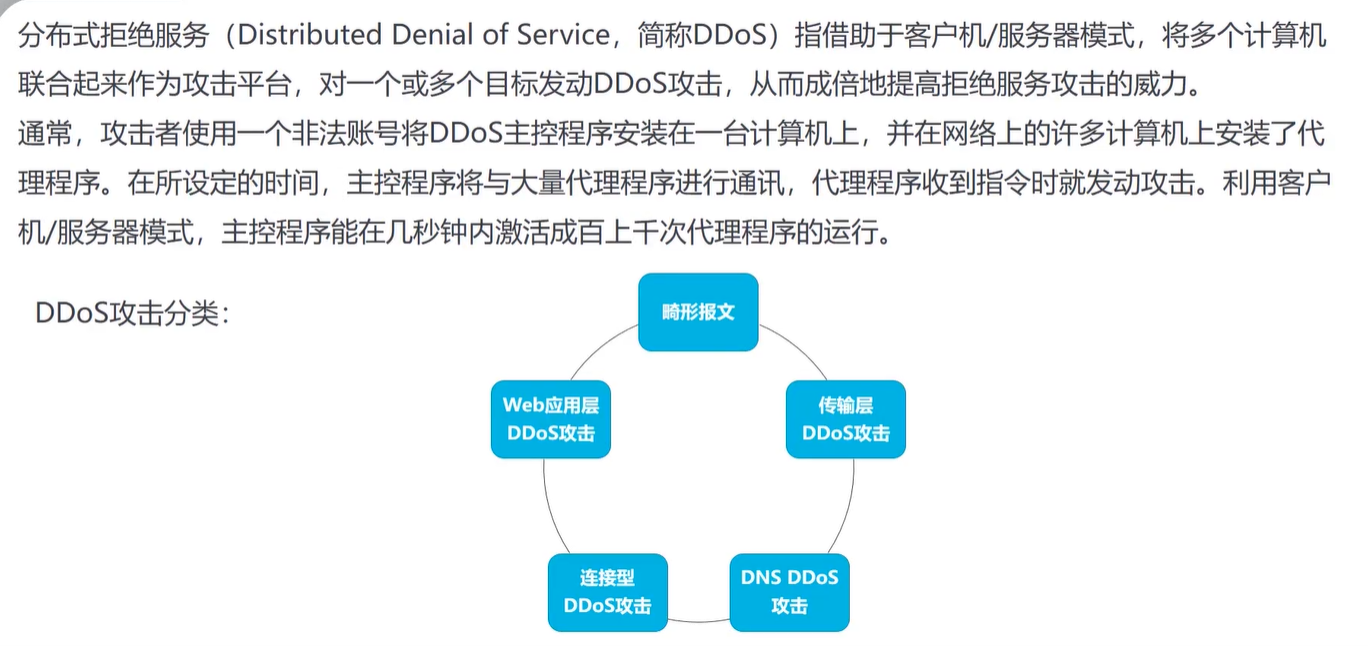 分布式拒绝服务（Distributed Denial of Service，简称DDoS）指借助于客户机/服务器模式，将多个计算机
联合起来作为攻击平台，对一个或多个目标发动DDoS攻击，从而成倍地提高拒绝服务攻击的威力。
通常，攻击者使用一个非法账号将DDoS主控程序安装在一台计算机上，并在网络上的许多计算机上安装了代
理程序。在所设定的时间，主控程序将与大量代理程序进行通讯，代理程序收到指令时就发动攻击。利用客户
机/服务器模式，主控程序能在几秒钟内激活成百上千次代理程序的运行。
DDoS攻击分类：
畸形报文
Web应用层
DDoS攻击
传输层
DDoS攻击
连接型
DDoS攻击
DNS DDoS
攻击